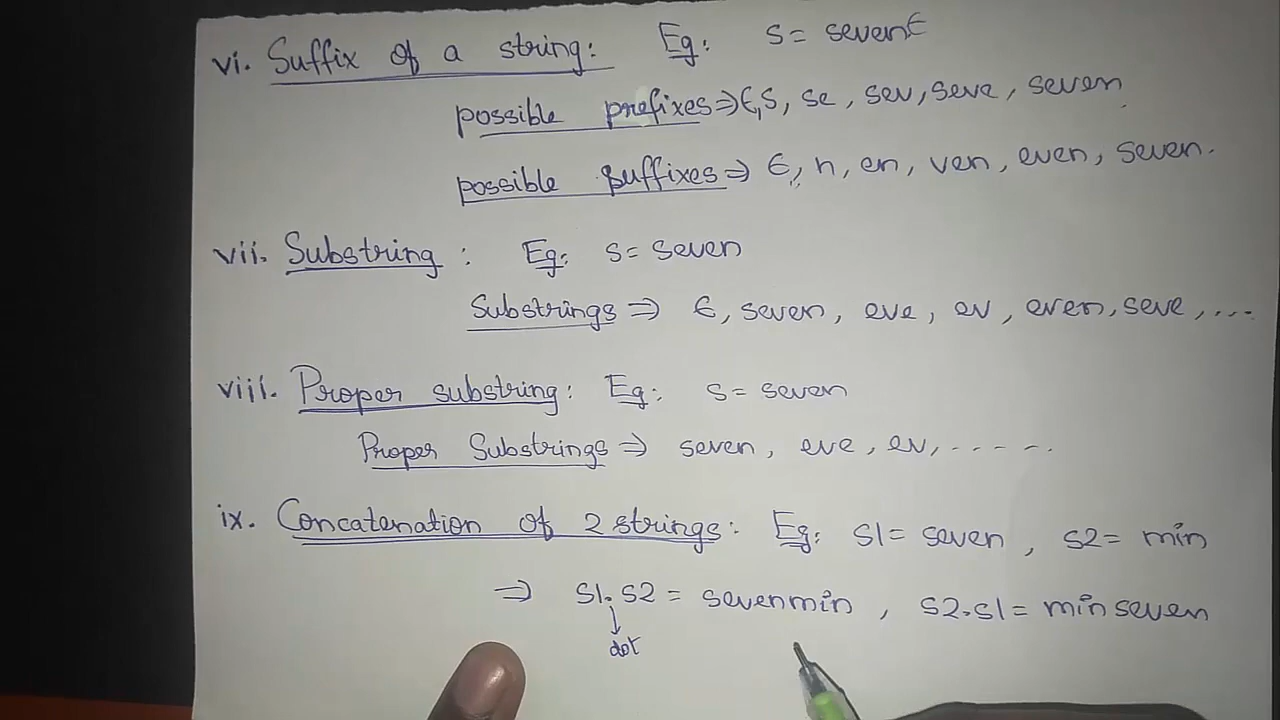 vi. Suffix of a string: Eg: s = sevenє
possible prefixes ⇒ є, s, se, sev, seve, seven
possible suffixes ⇒ є, n, en, ven, even, seven.
vii. Substring: Eg: s = seven
Substrings ⇒ є, seven, eve, ev, even, seve, ....
viii. Proper substring: Eg: s = seven
Proper Substrings ⇒ seven, eve, ev, ......
ix. Concatenation of 2 strings: Eg: s1 = seven, s2 = min
⇒ s1.s2 = sevenmin, s2.s1 = minseven
↓
dot